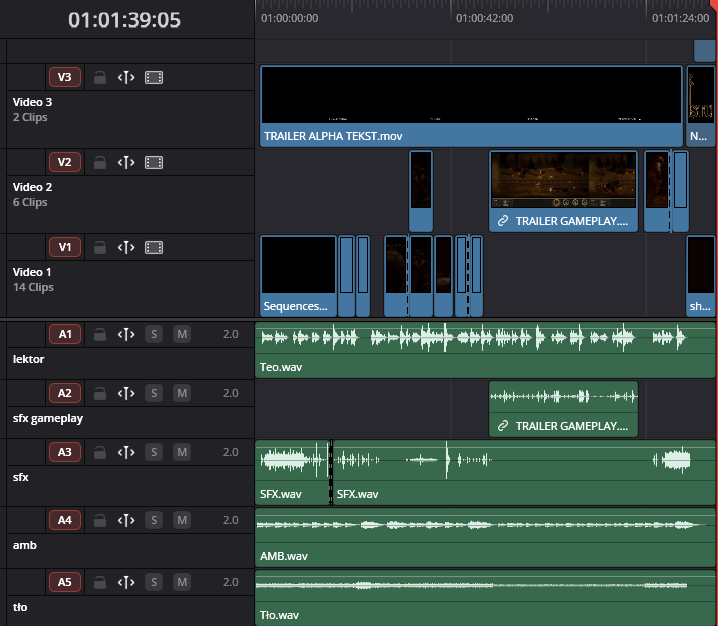 01:01:39:05
01:00:00:00
01:00:42:00
01:01:24:00
V3
Video 3
2 Clips
TRAILER ALPHA TEKST.mov
N...
V2
Video 2
6 Clips
TRAILER GAMEPLAY....
V1
Video 1
14 Clips
Sequences...
sh...
A1
S
M
2.0
lektor
Teo.wav
A2
S
M
2.0
sfx gameplay
TRAILER GAMEPLAY....
A3
S
M
2.0
sfx
SFX.wav
SFX.wav
A4
S
M
2.0
amb
AMB.wav
A5
S
M
2.0
tło
Tło.wav